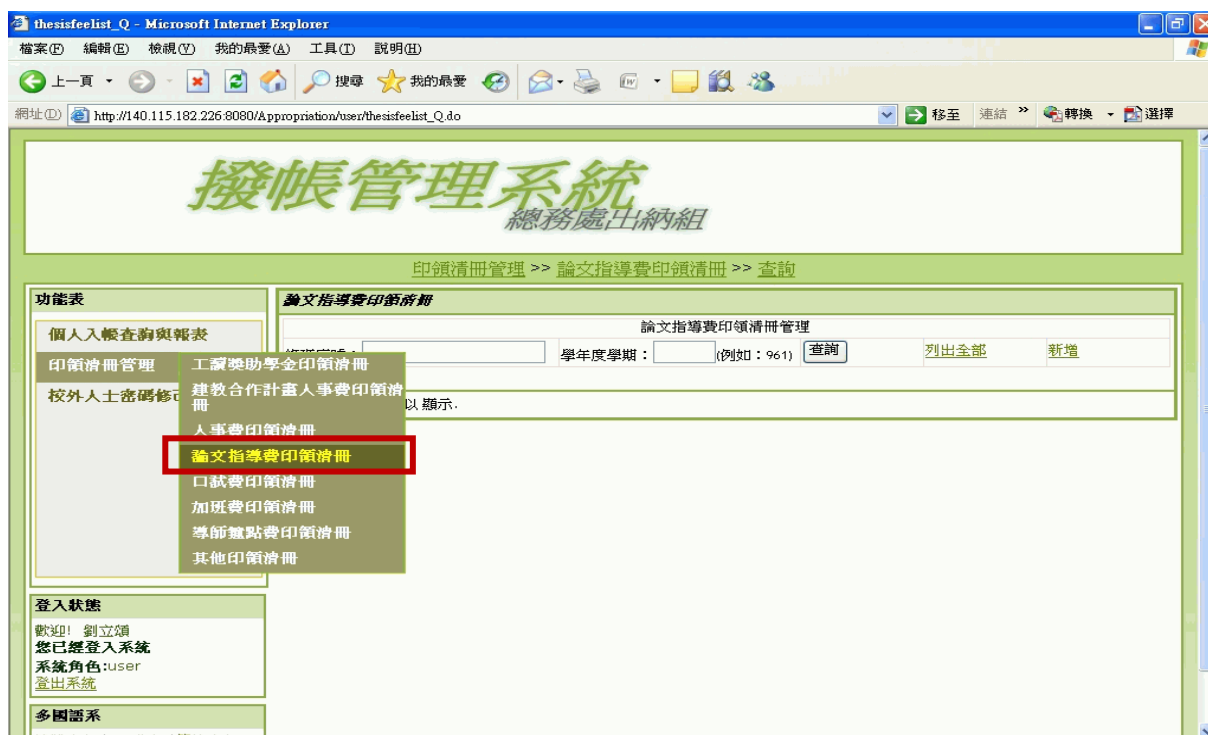 thesisfeelist_Q - Microsoft Internet Explorer
檔案(F) 編輯(E) 檢視(V) 我的最愛(A) 工具(T) 說明(H)
上一頁 搜尋 我的最愛
網址(D) http://140.115.182.226:8080/Appropriation/user/thesisfeelist_Q.do 移至 連結 » 轉換 選擇
撥帳管理系統
總務處出納組
印領清冊管理 >> 論文指導費印領清冊 >> 查詢
功能表
個人入帳查詢與報表
印領清冊管理
校外人士密碼修
工讀獎助學金印領清冊
建教合作計畫人事費印領清
冊
人事費印領清冊
論文指導費印領清冊
口試費印領清冊
加班費印領清冊
導師鐘點費印領清冊
其他印領清冊
論文指導費印領清冊
論文指導費印領清冊管理
學年度學期： (例如：961) 查詢 列出全部 新增
以 顯示.
登入狀態
歡迎! 劉立頌
您已經登入系統
系統角色:user
登出系統
多國語系